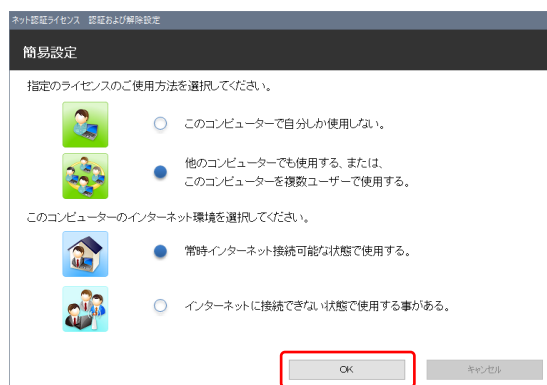 ネット認証ライセンス 認証および解除設定
簡易設定
指定のライセンスのご使用方法を選択してください。
このコンピューターで自分しか使用しない。
他のコンピューターでも使用する、または、
このコンピューターを複数ユーザーで使用する。
このコンピューターのインターネット環境を選択してください。
常時インターネット接続可能な状態で使用する。
インターネットに接続できない状態で使用する事がある。
OK
キャンセル